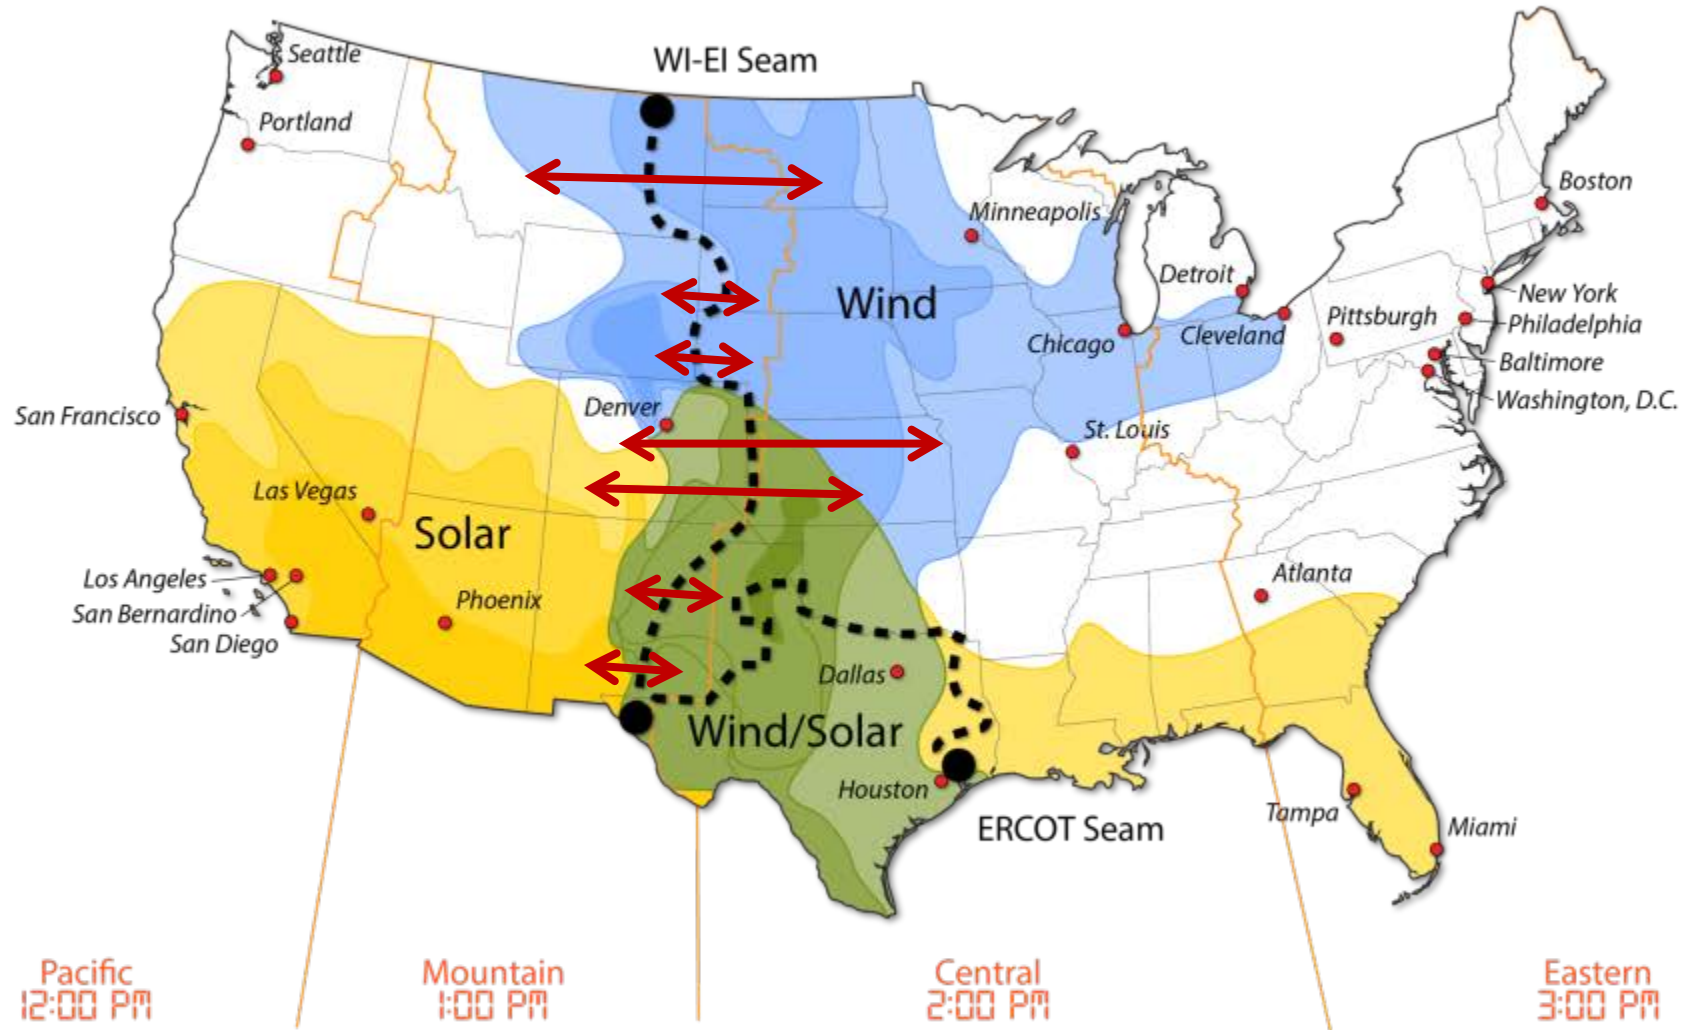 WI-EI Seam
Seattle
Portland
Boston
Minneapolis
Detroit
Wind
New York
Pittsburgh
Philadelphia
Cleveland
Chicago
Baltimore
Denver
Washington, D.C.
San Francisco
St. Louis
Las Vegas
Solar
Los Angeles
Atlanta
Phoenix
San Bernardino
San Diego
Dallas
Wind/Solar
Houston
Tampa
ERCOT Seam
Miami
Pacific
12:00 PM
Mountain
1:00 PM
Central
2:00 PM
Eastern
3:00 PM